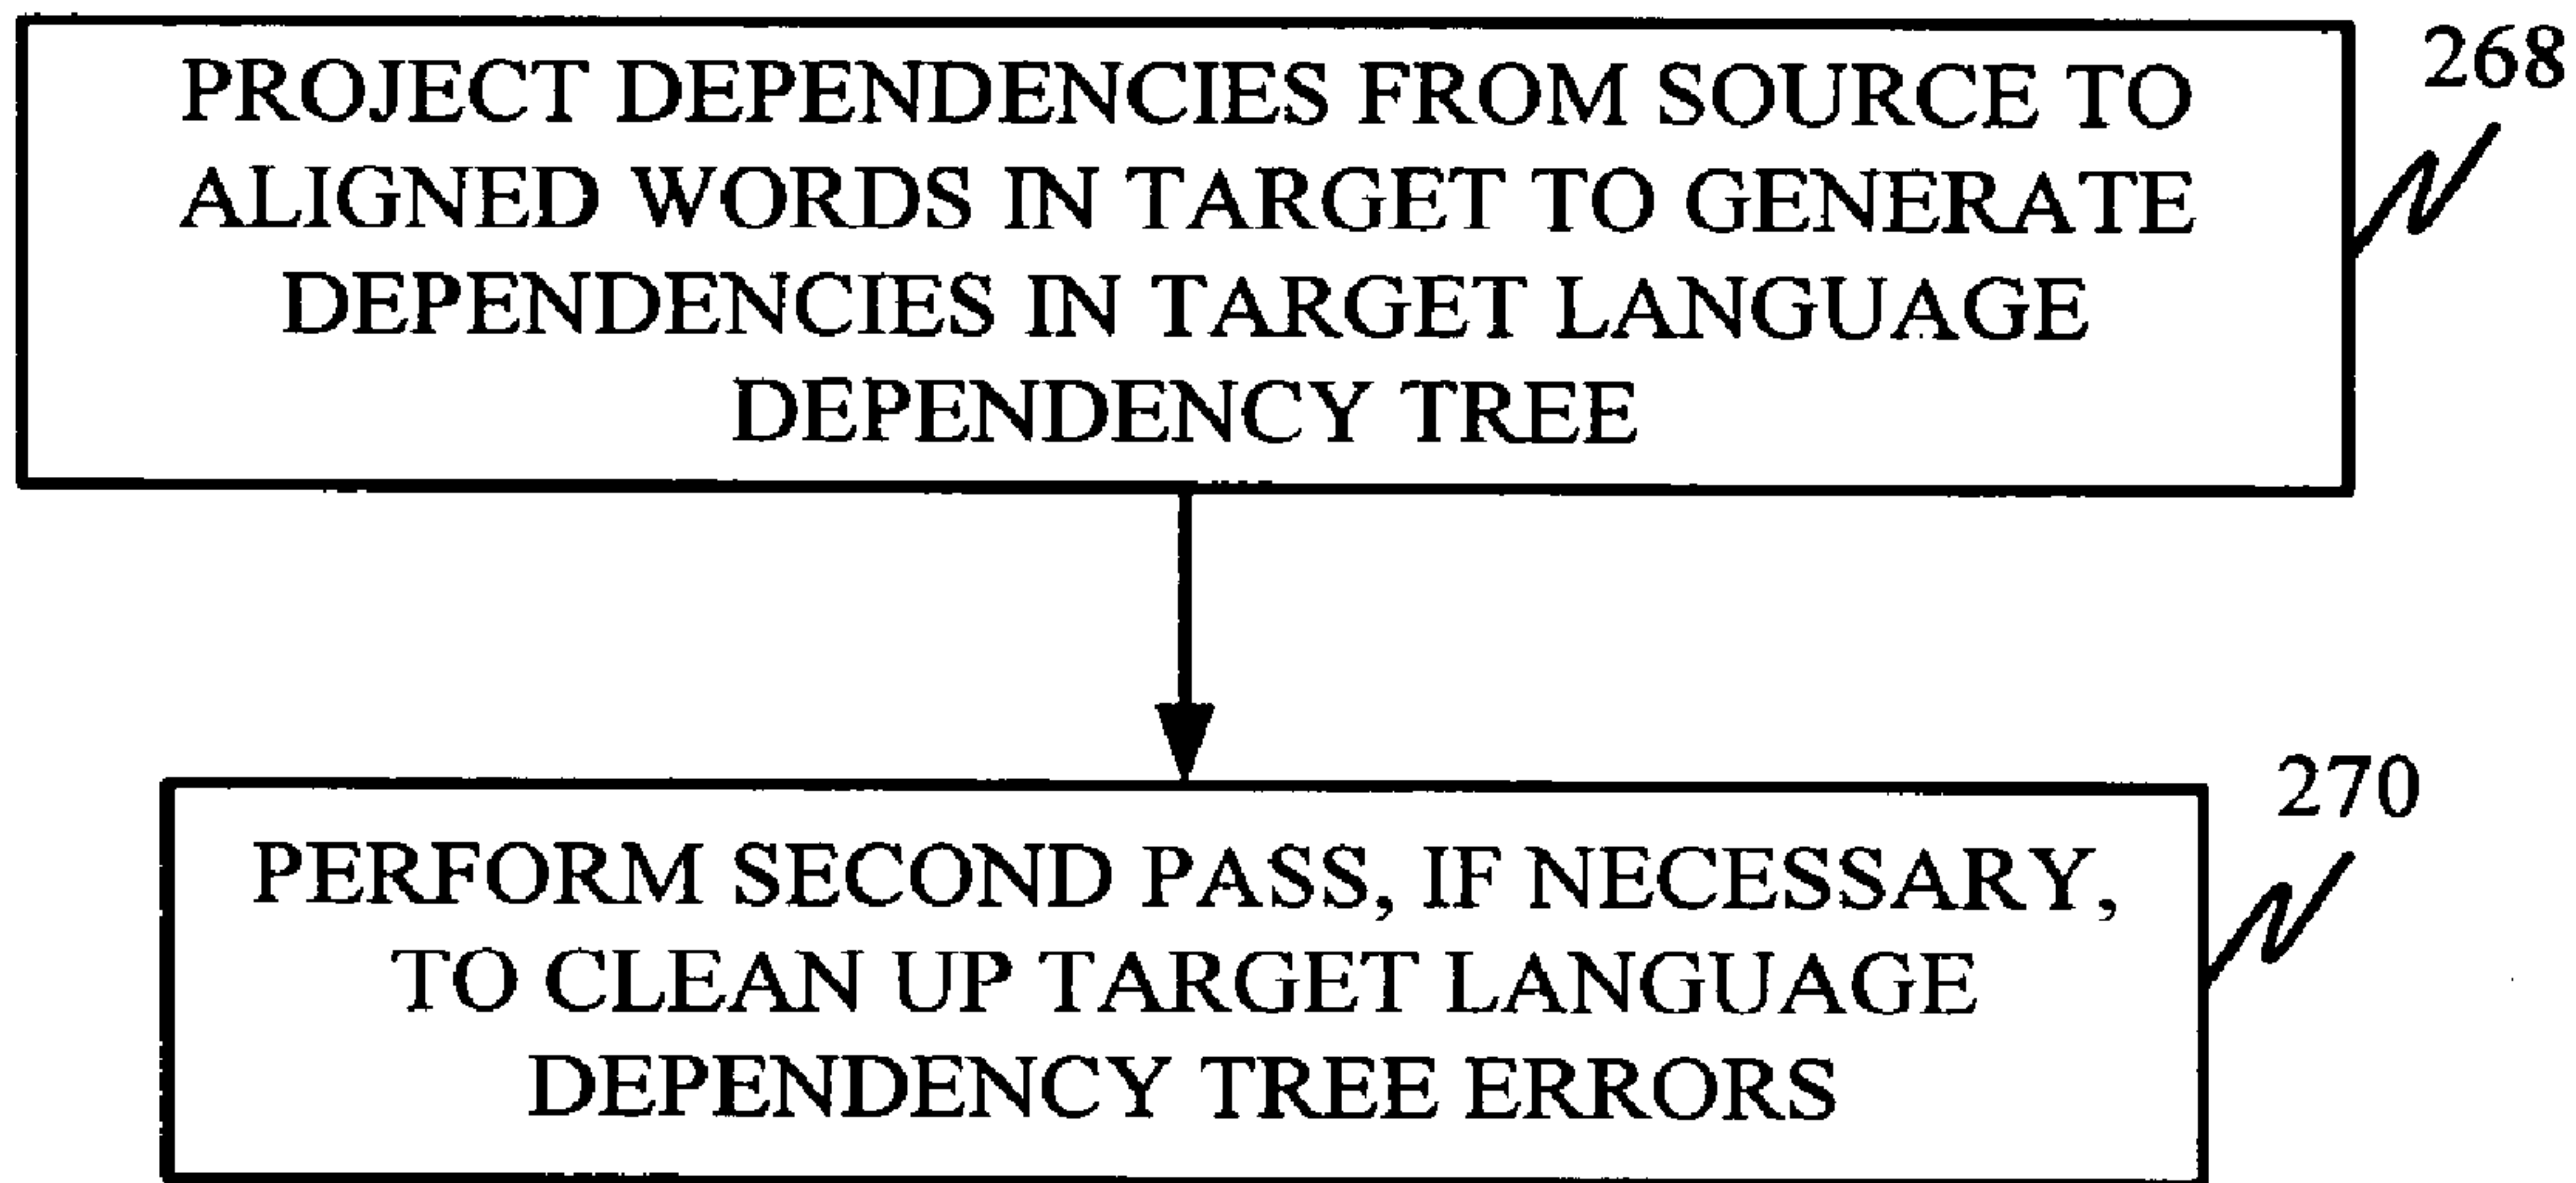 PROJECT DEPENDENCIES FROM SOURCE TO
ALIGNED WORDS IN TARGET TO GENERATE
DEPENDENCIES IN TARGET LANGUAGE
DEPENDENCY TREE
268
PERFORM SECOND PASS, IF NECESSARY,
TO CLEAN UP TARGET LANGUAGE
DEPENDENCY TREE ERRORS
270